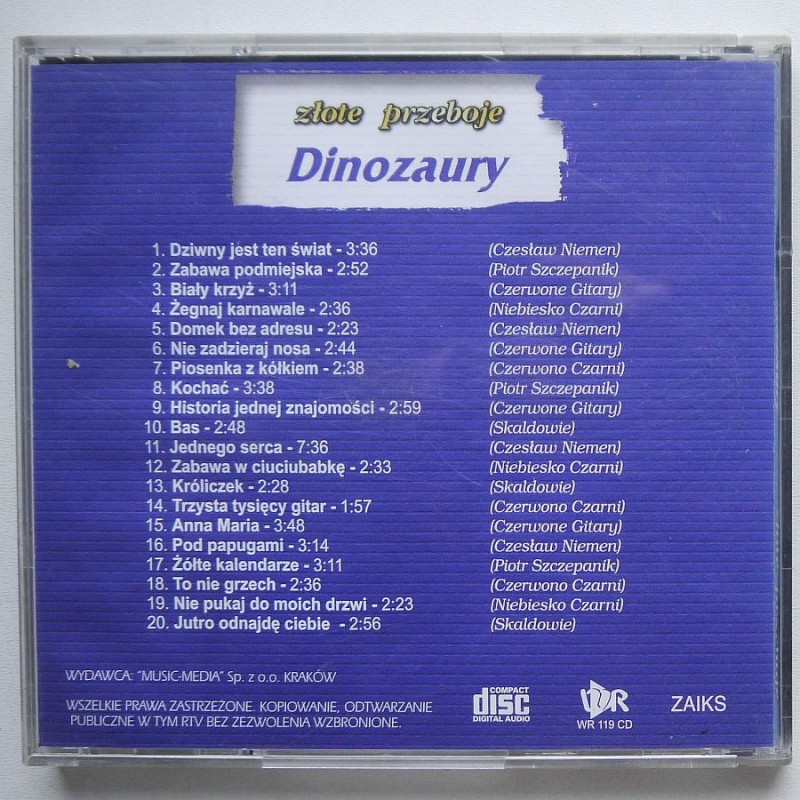 złote przeboje
Dinozaury
1. Dziwny jest ten świat - 3:36 (Czesław Niemen)
2. Zabawa podmiejska - 2:52 (Piotr Szczepanik)
3. Biały krzyż - 3:11 (Czerwone Gitary)
4. Żegnaj karnawale - 2:36 (Niebiesko Czarni)
5. Domek bez adresu - 2:23 (Czesław Niemen)
6. Nie zadzieraj nosa - 2:44 (Czerwone Gitary)
7. Piosenka z kółkiem - 2:38 (Czerwono Czarni)
8. Kochać - 3:38 (Piotr Szczepanik)
9. Historia jednej znajomości - 2:59 (Czerwone Gitary)
10. Bas - 2:48 (Skaldowie)
11. Jednego serca - 7:36 (Czesław Niemen)
12. Zabawa w ciuciubabkę - 2:33 (Niebiesko Czarni)
13. Króliczek - 2:28 (Skaldowie)
14. Trzysta tysięcy gitar - 1:57 (Czerwono Czarni)
15. Anna Maria - 3:48 (Czerwone Gitary)
16. Pod papugami - 3:14 (Czesław Niemen)
17. Żółte kalendarze - 3:11 (Piotr Szczepanik)
18. To nie grzech - 2:36 (Czerwono Czarni)
19. Nie pukaj do moich drzwi - 2:23 (Niebiesko Czarni)
20. Jutro odnajdę ciebie - 2:56 (Skaldowie)
WYDAWCA: "MUSIC-MEDIA" Sp. z o.o. KRAKÓW
WSZELKIE PRAWA ZASTRZEŻONE. KOPIOWANIE, ODTWARZANIE
PUBLICZNE W TYM RTV BEZ ZEZWOLENIA WZBRONIONE.
COMPACT
disc
DIGITAL AUDIO
WR 119 CD
ZAIKS